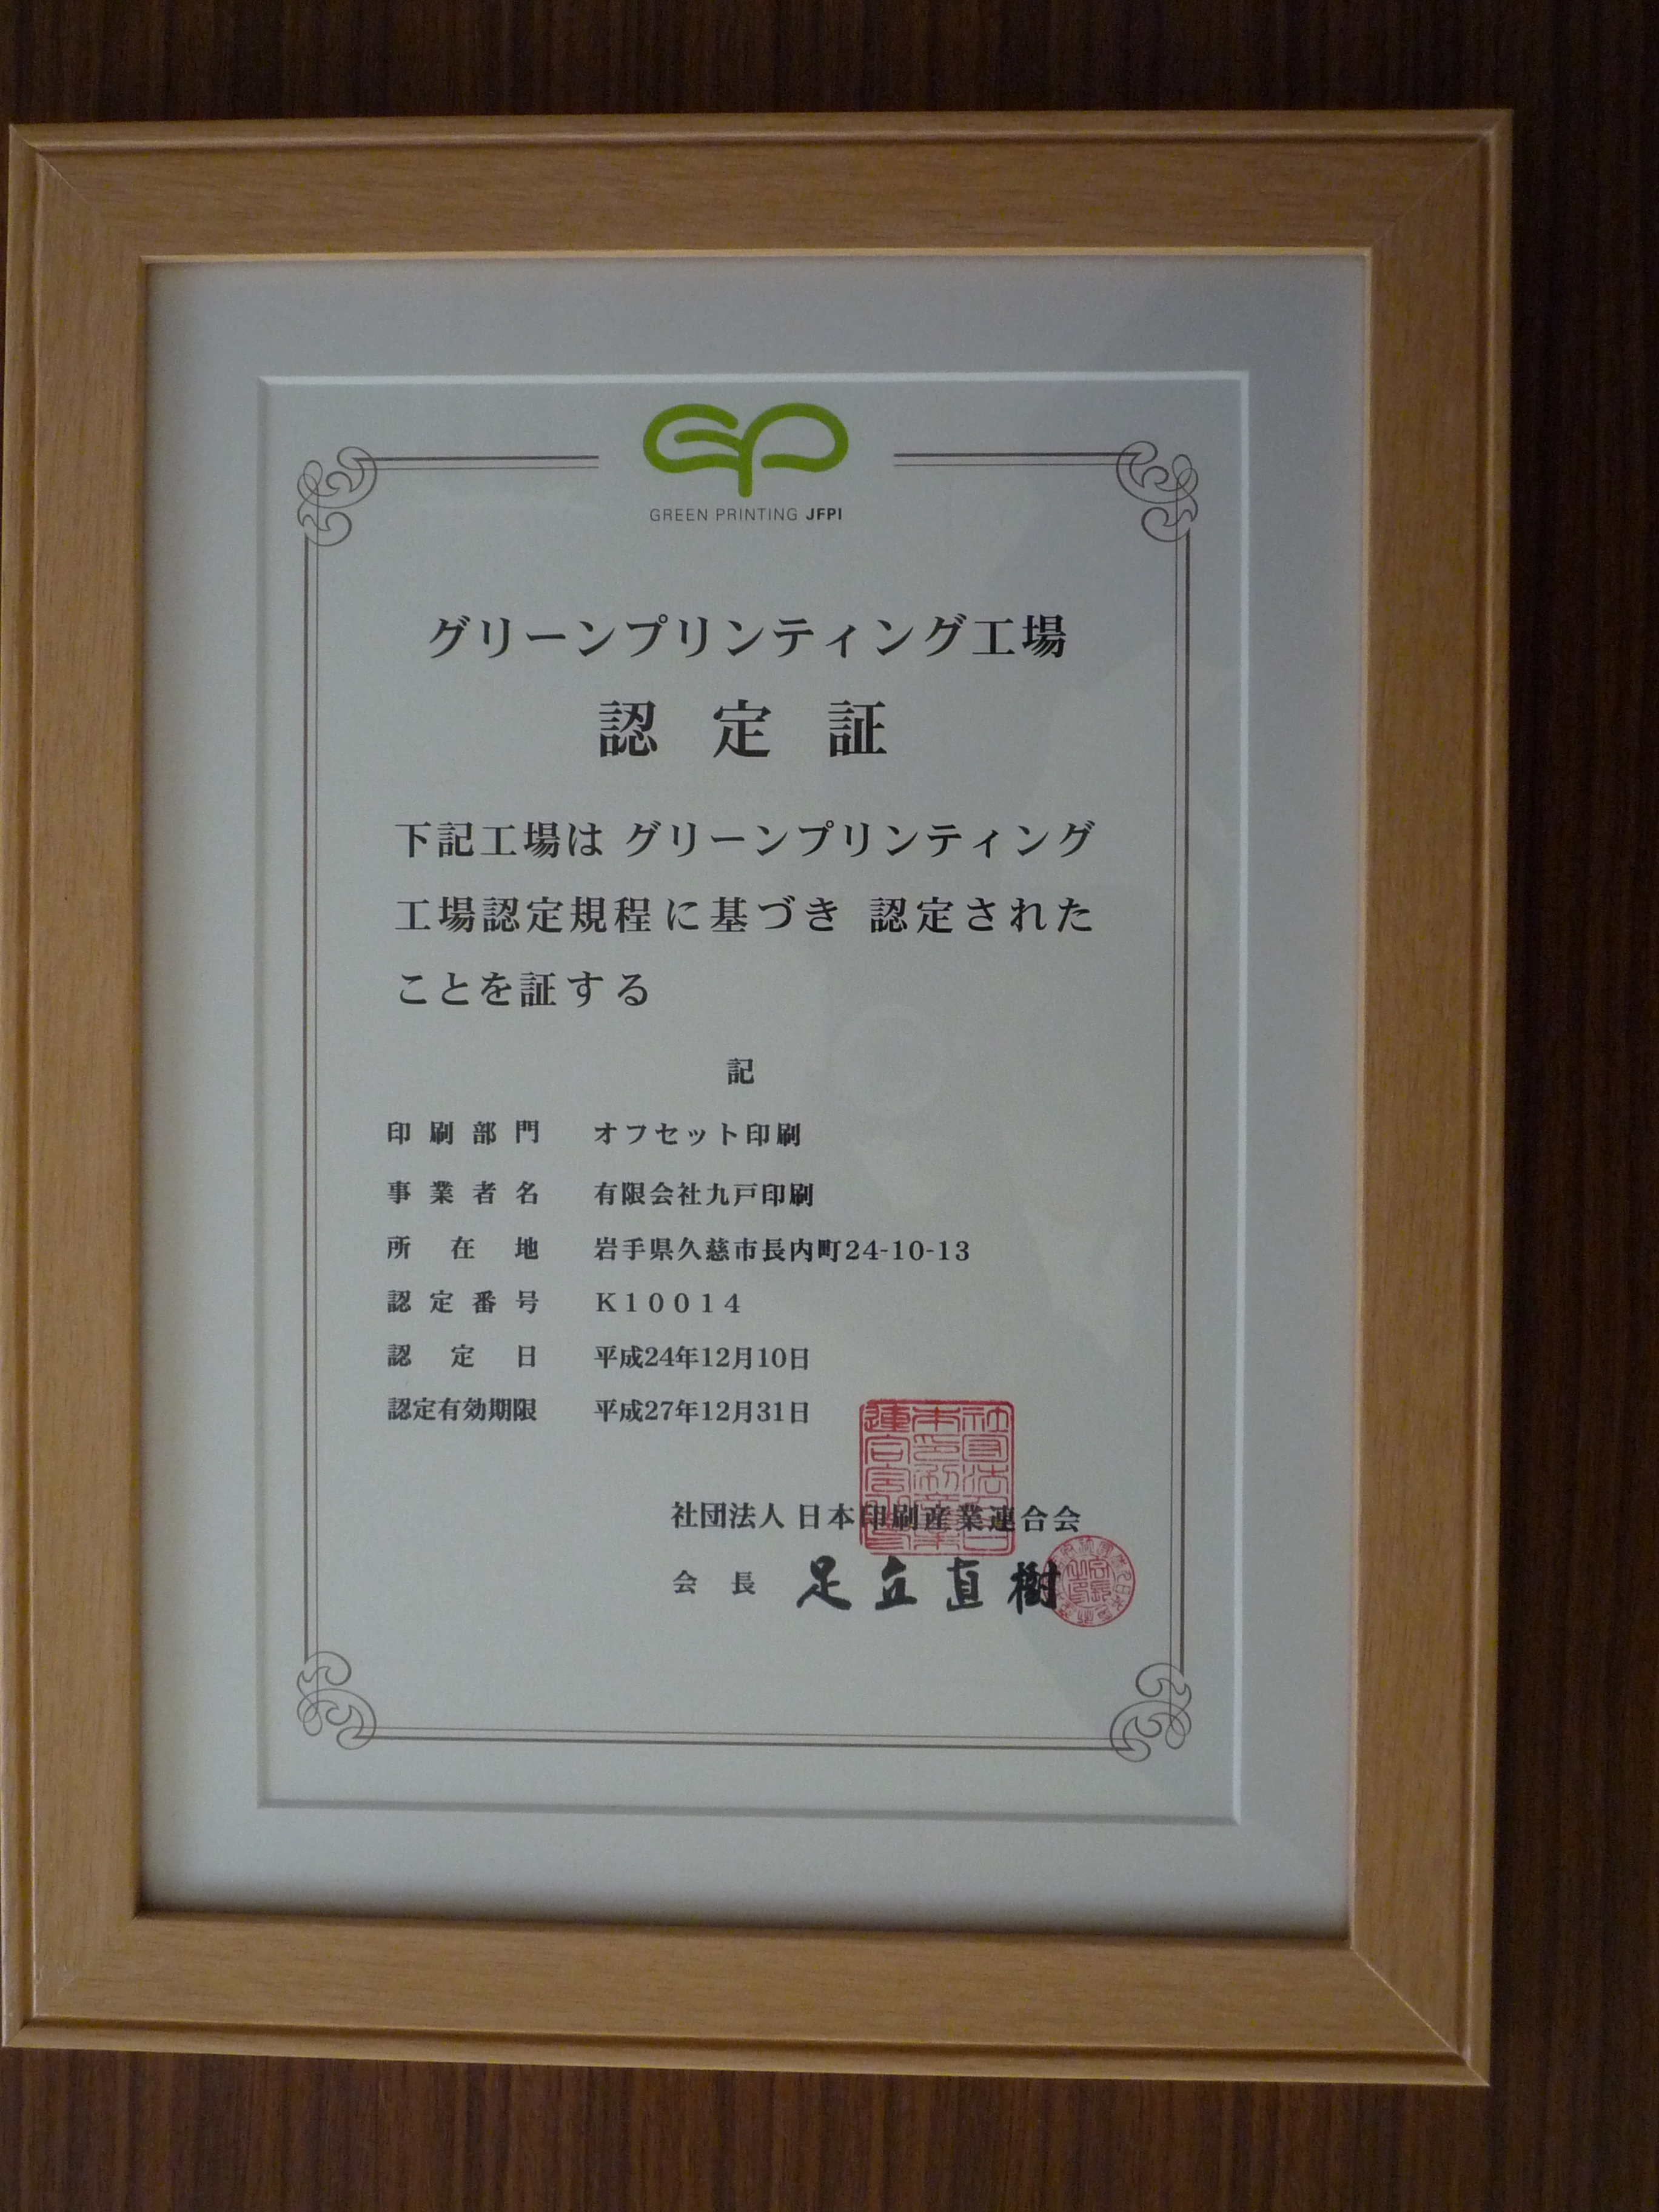 GP
GREEN PRINTING JFPI
グリーンプリンティング工場
認定証
下記工場は グリーンプリンティング
工場認定規程に基づき 認定された
ことを証する
記
印刷部門 オフセット印刷
事業者名 有限会社九戸印刷
所在地 岩手県久慈市長内町24-10-13
認定番号 K10014
認定日 平成24年12月10日
認定有効期限 平成27年12月31日
社団法人 日本印刷産業連合会
会長 足立直樹